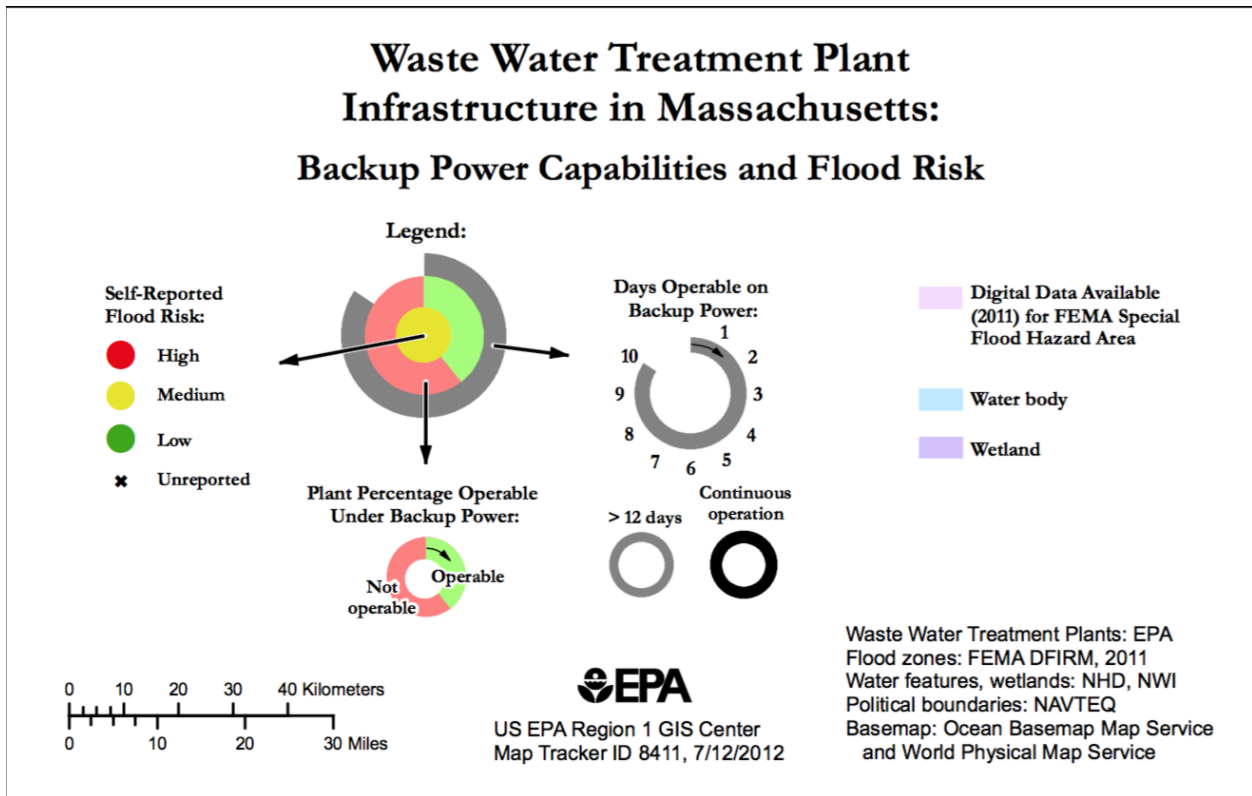 Waste Water Treatment Plant
Infrastructure in Massachusetts:
Backup Power Capabilities and Flood Risk
Legend:
Self-Reported
Flood Risk:
High
Medium
Low
Unreported
Days Operable on
Backup Power:
1
2
3
4
5
6
7
8
9
10
> 12 days
Continuous
operation
Plant Percentage Operable
Under Backup Power:
Operable
Not
operable
Digital Data Available
(2011) for FEMA Special
Flood Hazard Area
Water body
Wetland
0 10 20 30 40 Kilometers
0 10 20 30 Miles
EPA
US EPA Region 1 GIS Center
Map Tracker ID 8411, 7/12/2012
Waste Water Treatment Plants: EPA
Flood zones: FEMA DFIRM, 2011
Water features, wetlands: NHD, NWI
Political boundaries: NAVTEQ
Basemap: Ocean Basemap Map Service
and World Physical Map Service